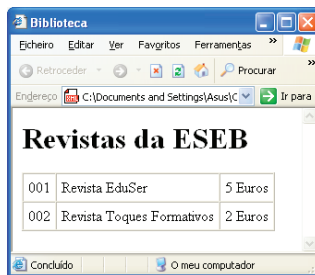 Biblioteca
Ficheiro Editar Ver Favoritos Ferramentas »
Retroceder Procurar »
Endereço C:\Documents and Settings\Asus\C Ir para
Revistas da ESEB
001 Revista EduSer 5 Euros
002 Revista Toques Formativos 2 Euros
Concluído O meu computador